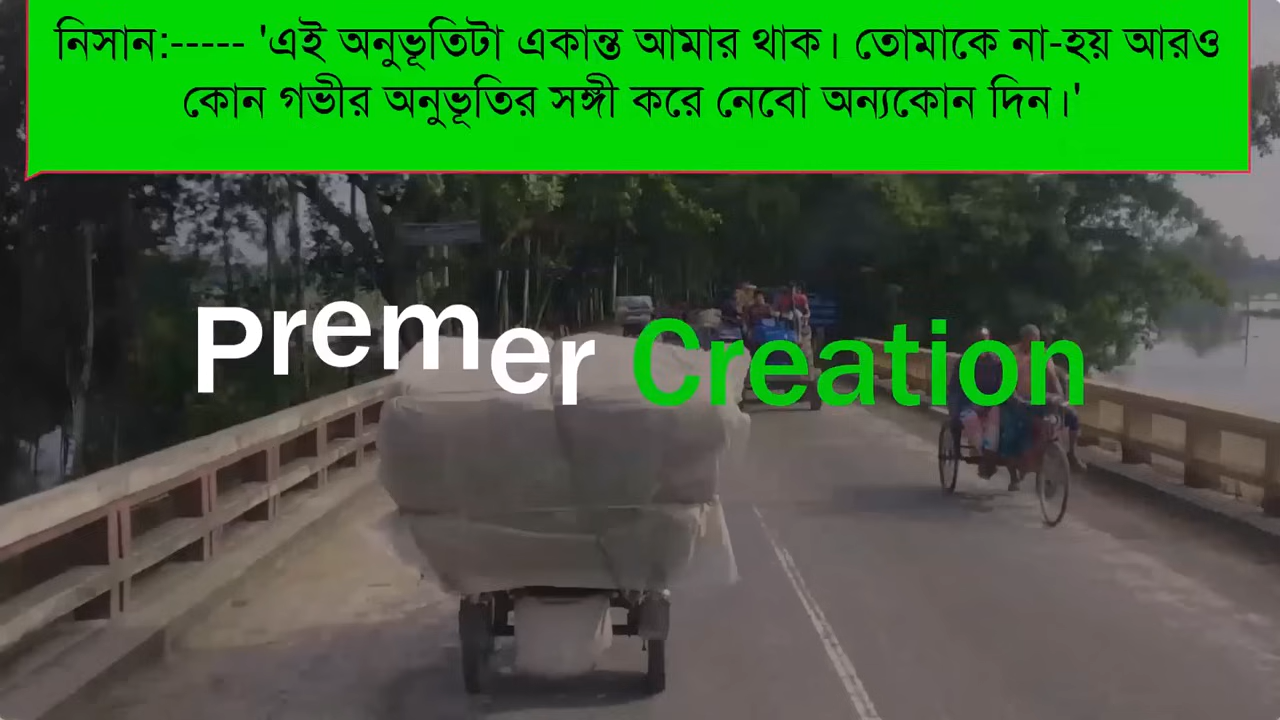 নিসান:----- 'এই অনুভূতিটা একান্ত আমার থাক। তোমাকে না-হয় আরও
কোন গভীর অনুভূতির সঙ্গী করে নেবো অন্যকোন দিন।'
Premer Creation